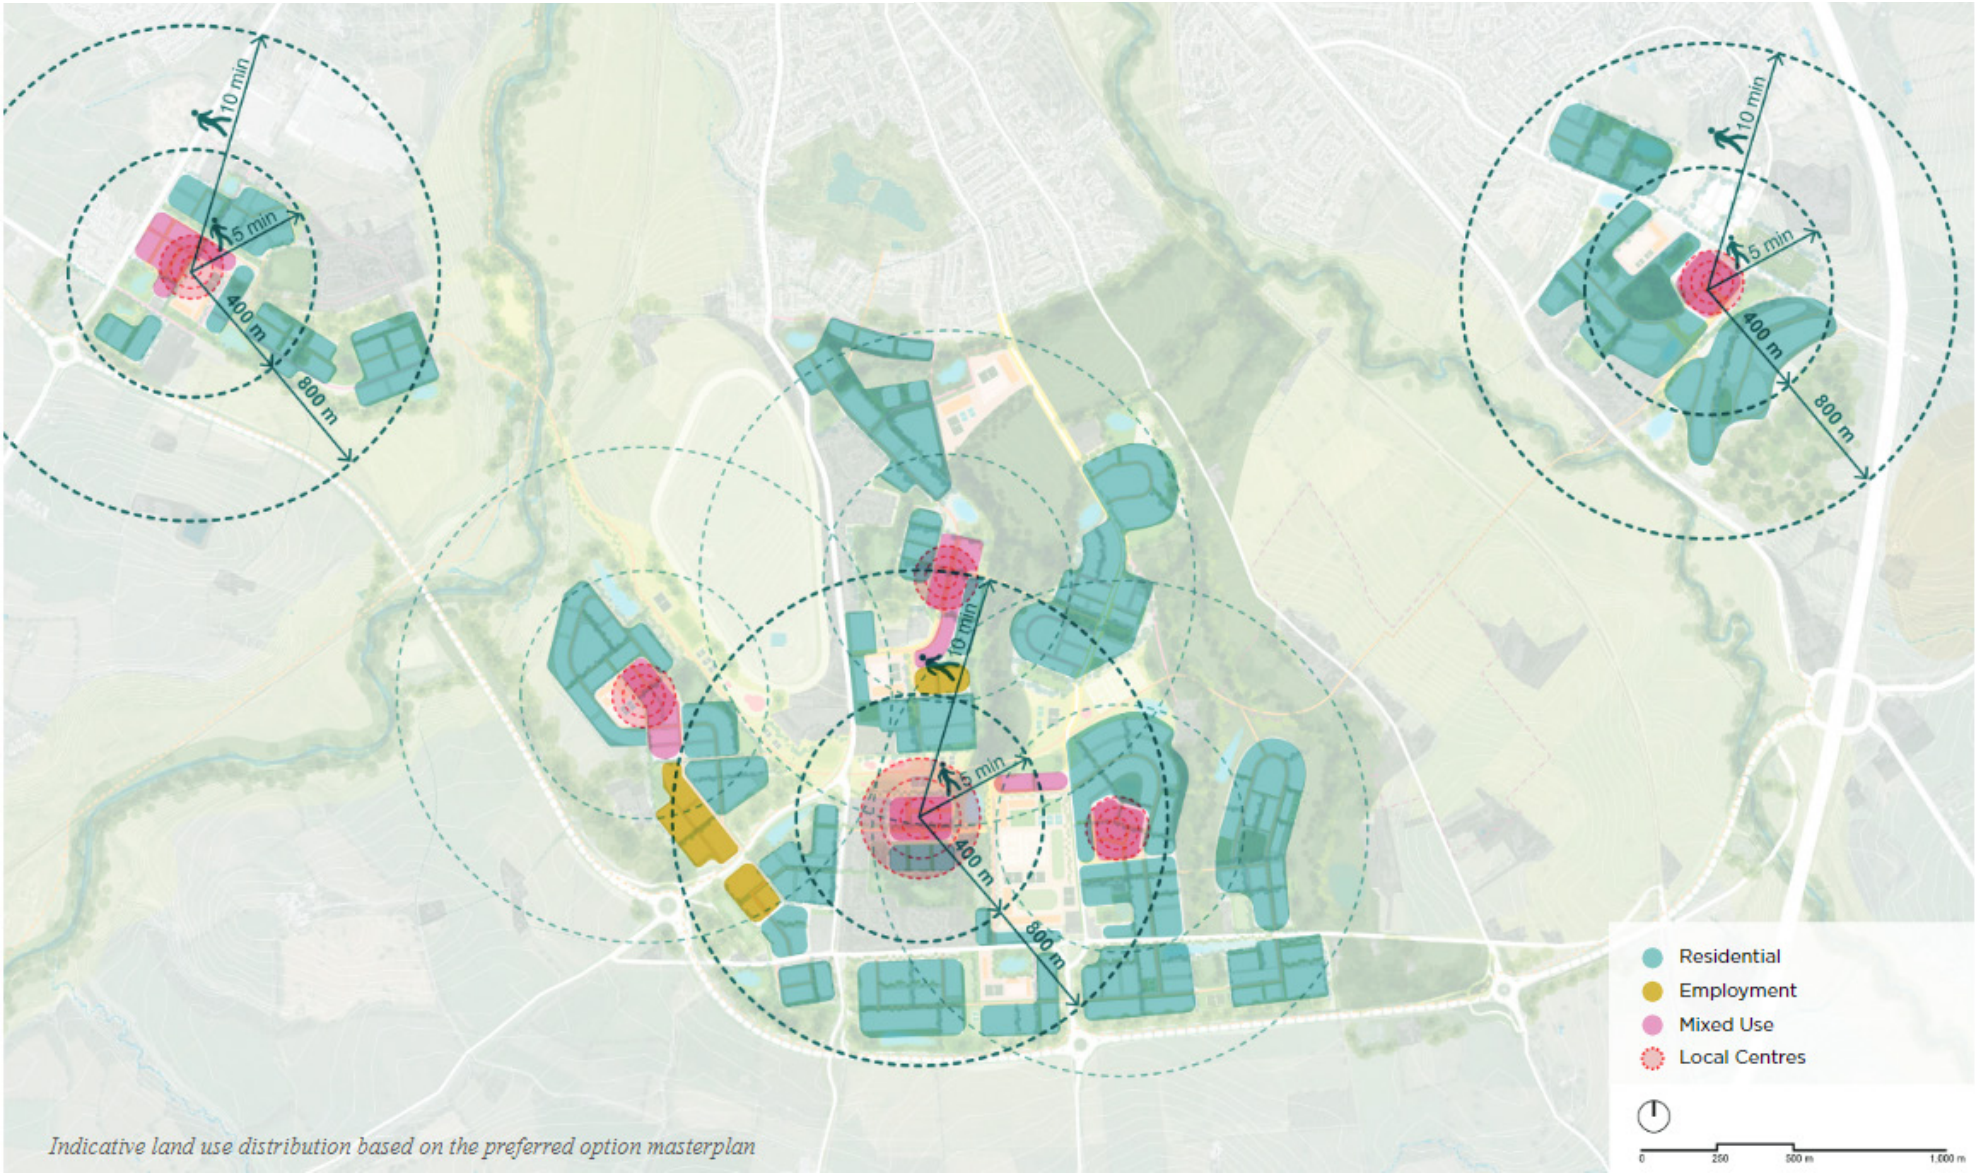 10 min
5 min
400 m
800 m
10 min
5 min
400 m
800 m
10 min
5 min
400 m
800 m
Residential
Employment
Mixed Use
Local Centres
0 250 500 m 1,000 m
Indicative land use distribution based on the preferred option masterplan